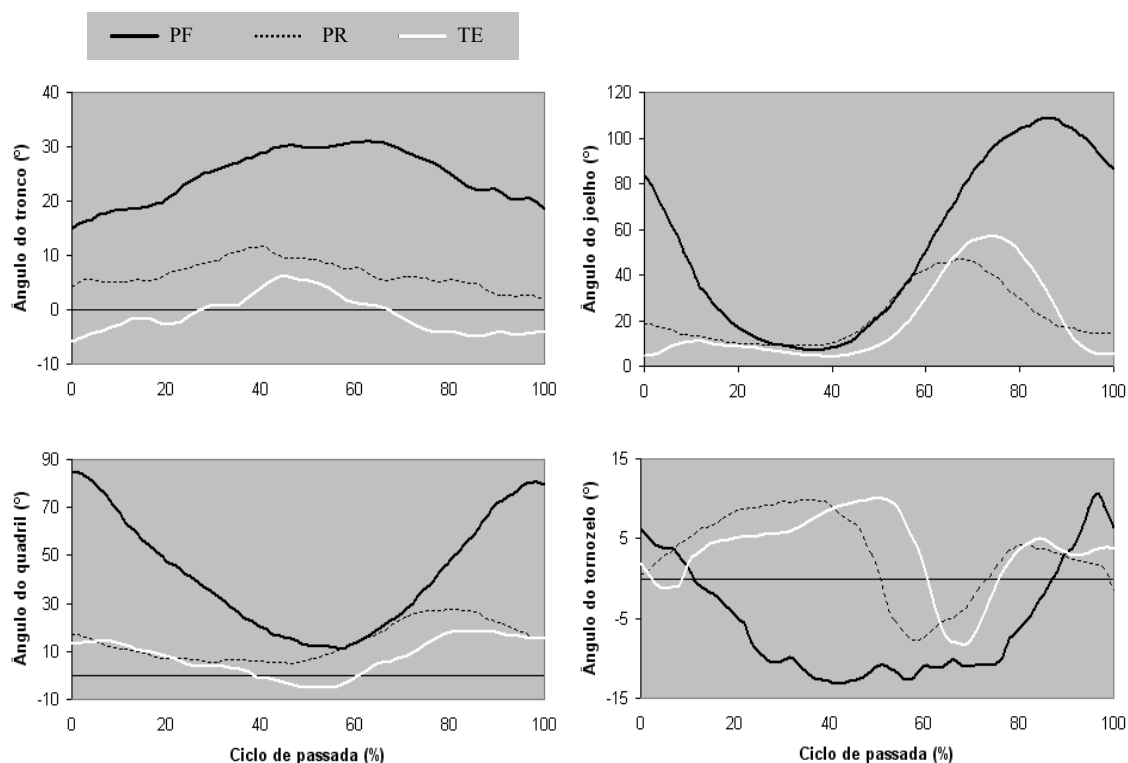 PF PR TE
Ângulo do tronco (°)
40
30
20
10
0
-10
0 20 40 60 80 100
Ângulo do joelho (°)
120
100
80
60
40
20
0
0 20 40 60 80 100
Ângulo do quadril (°)
90
70
50
30
10
-10
0 20 40 60 80 100
Ciclo de passada (%)
Ângulo do tornozelo (°)
15
5
-5
-15
0 20 40 60 80 100
Ciclo de passada (%)